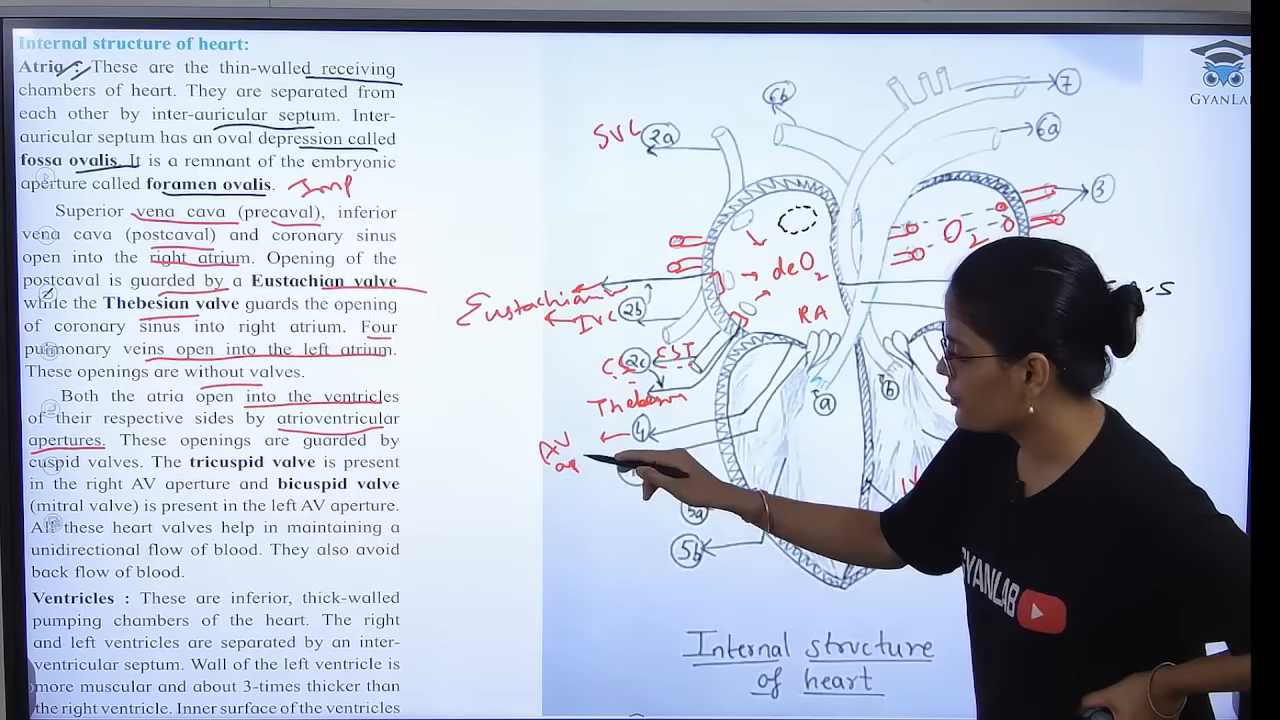 Internal structure of heart:
Atria : These are the thin-walled receiving
chambers of heart. They are separated from
each other by inter-auricular septum. Inter-
auricular septum has an oval depression called
fossa ovalis. It is a remnant of the embryonic
aperture called foramen ovalis. Imp
Superior vena cava (precaval), inferior
vena cava (postcaval) and coronary sinus
open into the right atrium. Opening of the
postcaval is guarded by a Eustachian valve
while the Thebesian valve guards the opening
of coronary sinus into right atrium. Four
pulmonary veins open into the left atrium.
These openings are without valves.
Both the atria open into the ventricles
of their respective sides by atrioventricular
apertures. These openings are guarded by
cuspid valves. The tricuspid valve is present
in the right AV aperture and bicuspid valve
(mitral valve) is present in the left AV aperture.
All these heart valves help in maintaining a
unidirectional flow of blood. They also avoid
back flow of blood.
Ventricles : These are inferior, thick-walled
pumping chambers of the heart. The right
and left ventricles are separated by an inter-
ventricular septum. Wall of the left ventricle is
more muscular and about 3-times thicker than
the right ventricle. Inner surface of the ventricles
6b
7
SVC 2a
6a
3
O2
deO2
Eustachian v
IVC 2b
RA
2c
a
b
4
AV
ap
5a
5b
Internal structure
of heart
GYANLAB
GYANLAB